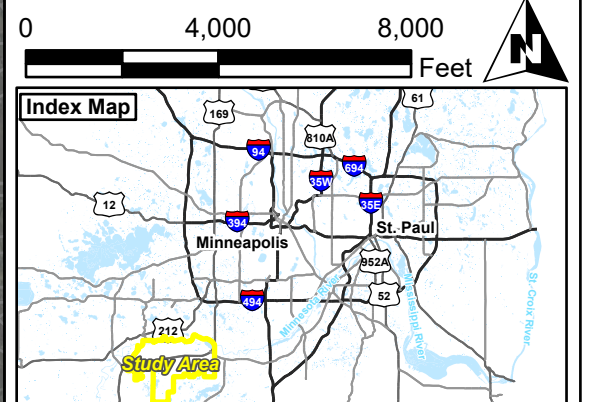 0 4,000 8,000
N
Feet
Index Map
61
169
810A
94
694
35W
35E
12
394
St. Paul
Minneapolis
952A
494
52
Minnesota River
Mississippi River
St. Croix River
212
Study Area